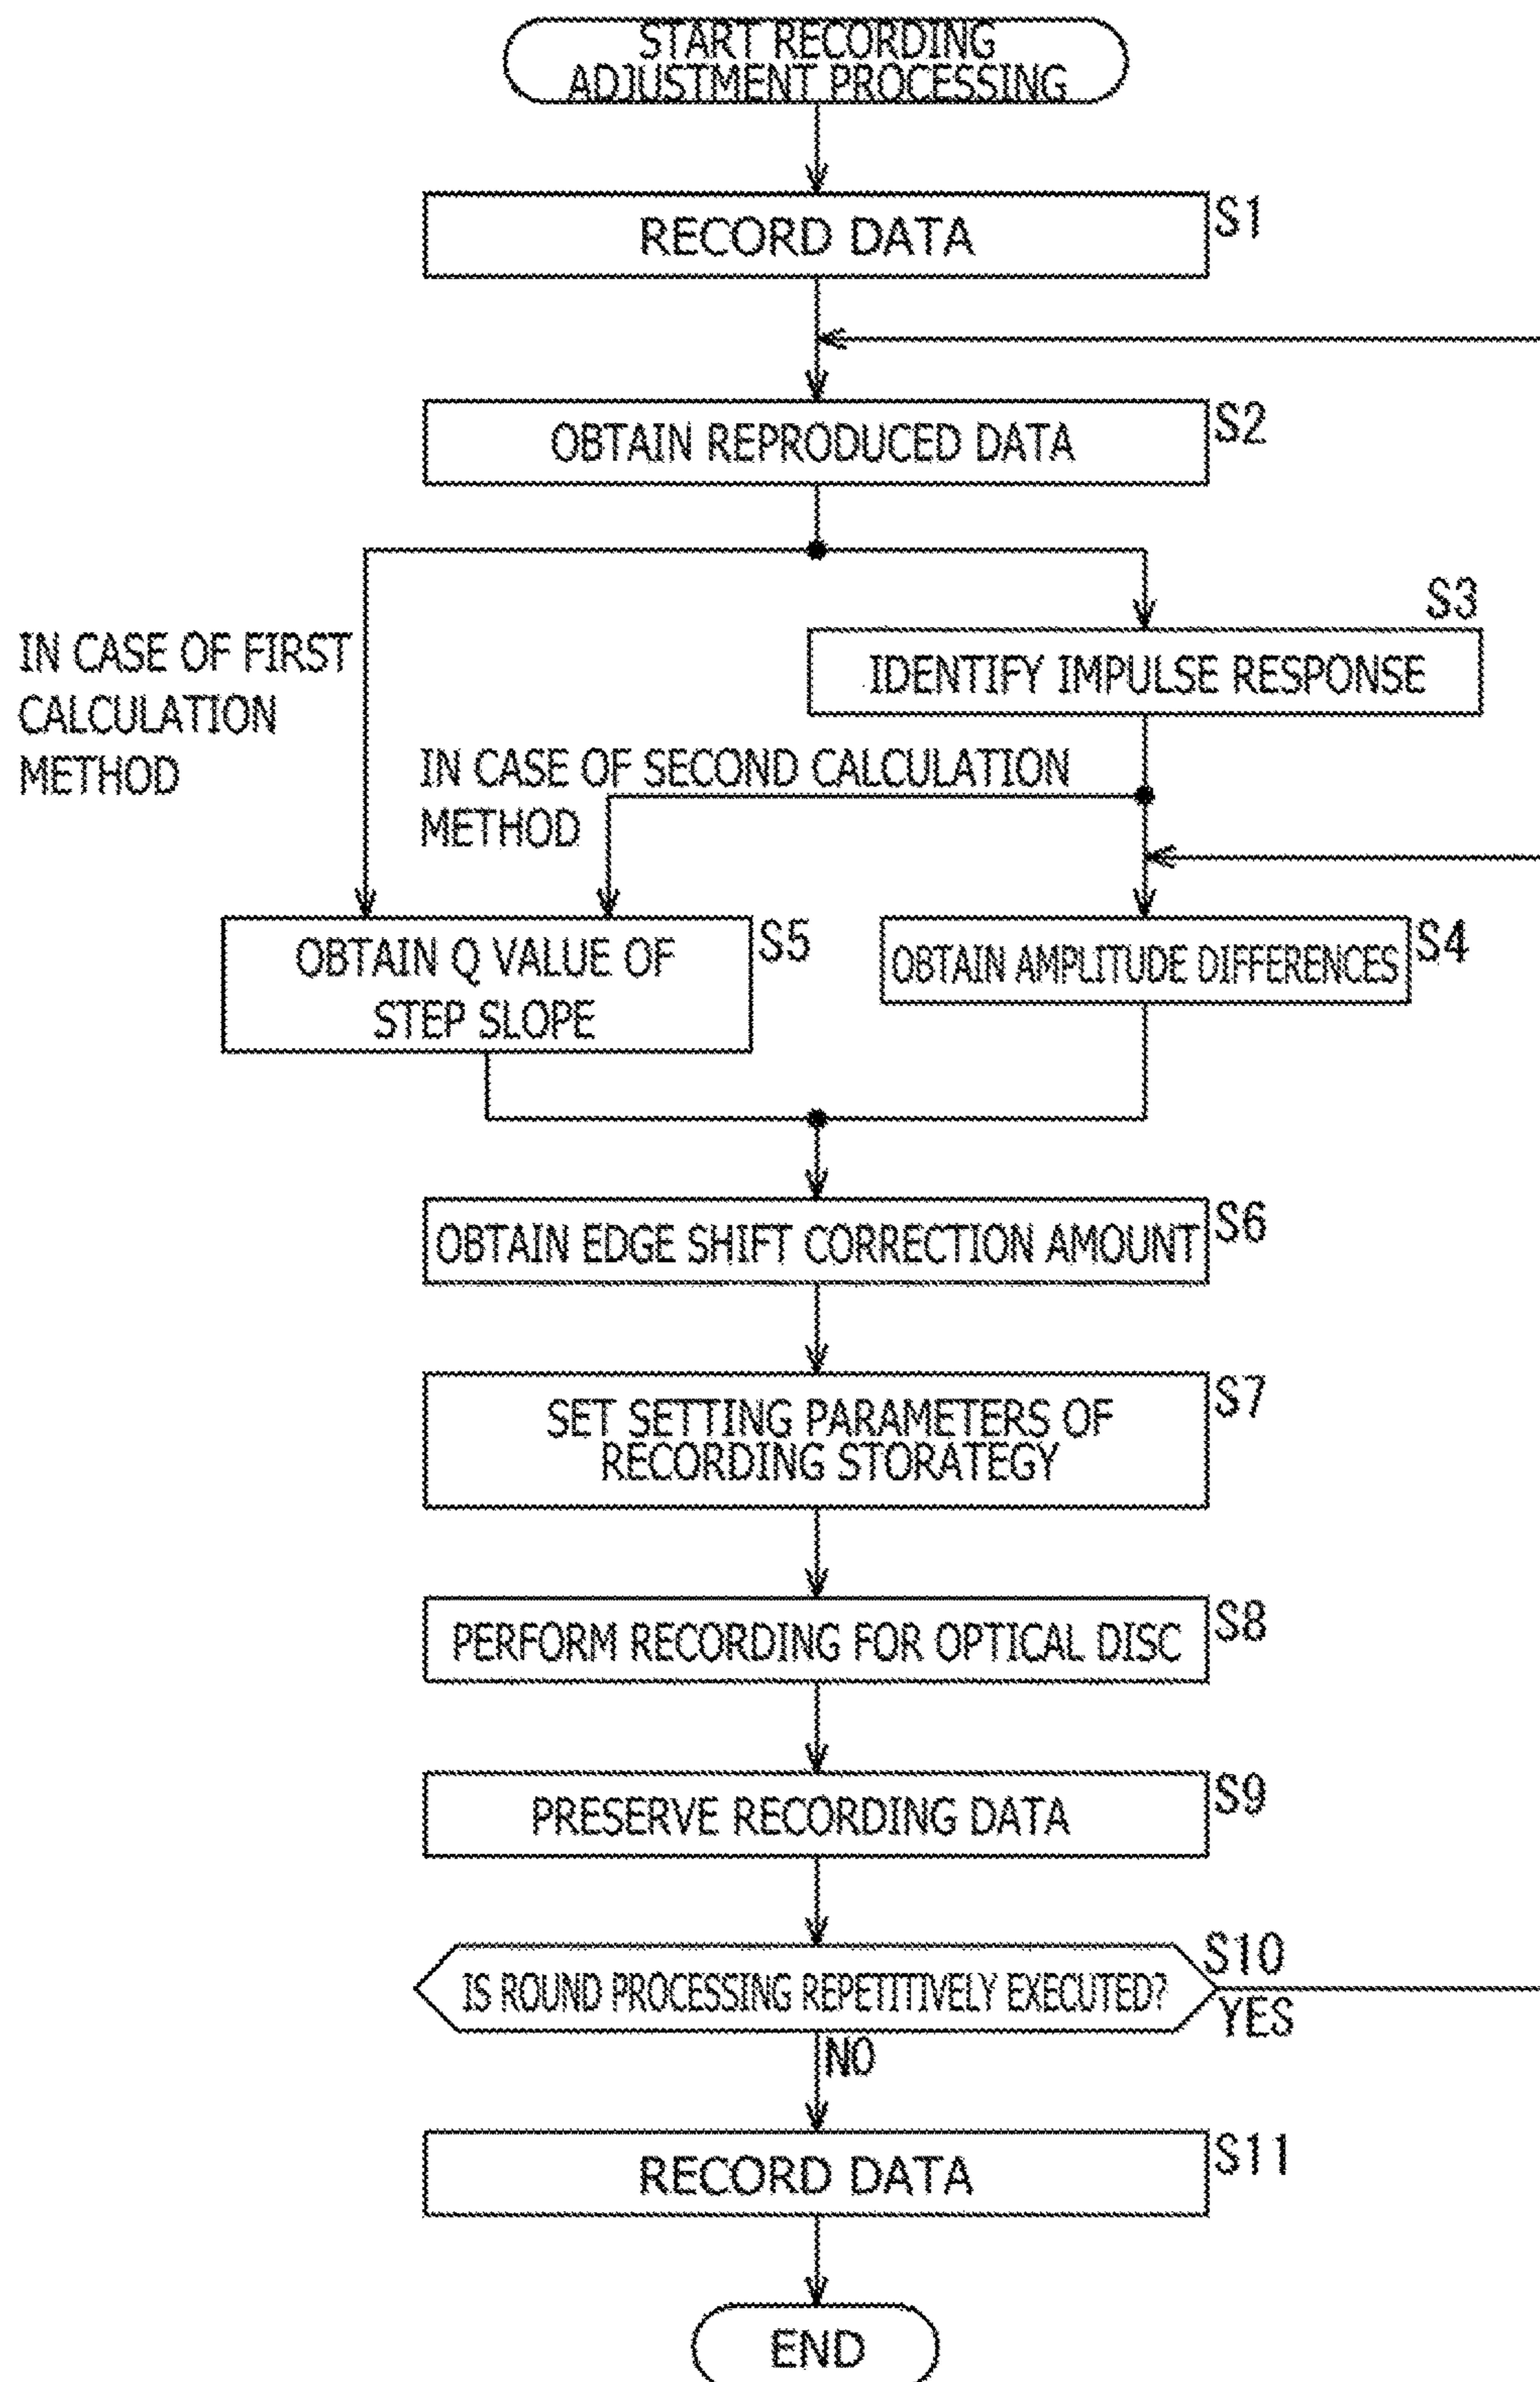 START RECORDING
ADJUSTMENT PROCESSING
S1
RECORD DATA
S2
OBTAIN REPRODUCED DATA
S3
IN CASE OF FIRST
CALCULATION
METHOD
IDENTIFY IMPULSE RESPONSE
IN CASE OF SECOND CALCULATION
METHOD
S5
OBTAIN Q VALUE OF
STEP SLOPE
S4
OBTAIN AMPLITUDE DIFFERENCES
S6
OBTAIN EDGE SHIFT CORRECTION AMOUNT
S7
SET SETTING PARAMETERS OF
RECORDING STORATEGY
S8
PERFORM RECORDING FOR OPTICAL DISC
S9
PRESERVE RECORDING DATA
S10
IS ROUND PROCESSING REPETITIVELY EXECUTED?
YES
NO
S11
RECORD DATA
END